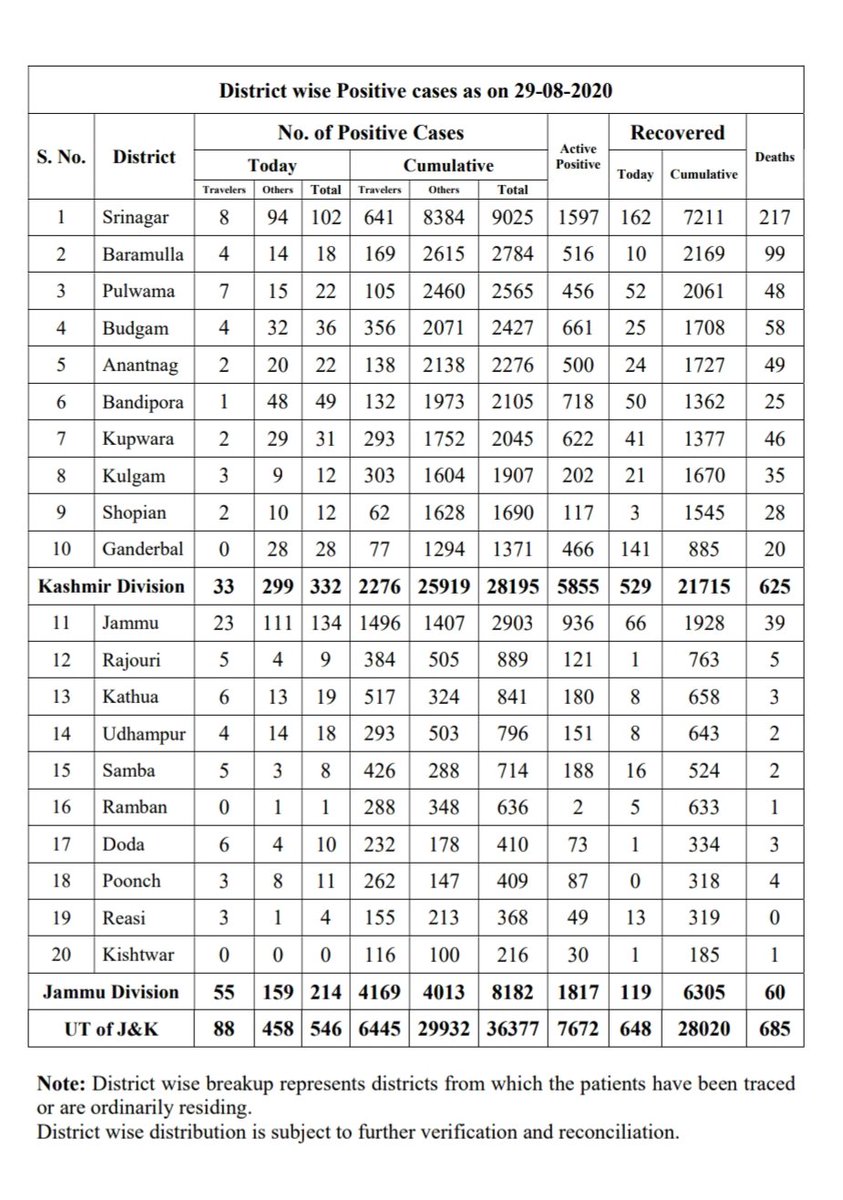 District wise Positive cases as on 29-08-2020
S. No. District No. of Positive Cases Active Positive Recovered Deaths
Today Cumulative Today Cumulative
Travelers Others Total Travelers Others Total
1 Srinagar 8 94 102 641 8384 9025 1597 162 7211 217
2 Baramulla 4 14 18 169 2615 2784 516 10 2169 99
3 Pulwama 7 15 22 105 2460 2565 456 52 2061 48
4 Budgam 4 32 36 356 2071 2427 661 25 1708 58
5 Anantnag 2 20 22 138 2138 2276 500 24 1727 49
6 Bandipora 1 48 49 132 1973 2105 718 50 1362 25
7 Kupwara 2 29 31 293 1752 2045 622 41 1377 46
8 Kulgam 3 9 12 303 1604 1907 202 21 1670 35
9 Shopian 2 10 12 62 1628 1690 117 3 1545 28
10 Ganderbal 0 28 28 77 1294 1371 466 141 885 20
Kashmir Division 33 299 332 2276 25919 28195 5855 529 21715 625
11 Jammu 23 111 134 1496 1407 2903 936 66 1928 39
12 Rajouri 5 4 9 384 505 889 121 1 763 5
13 Kathua 6 13 19 517 324 841 180 8 658 3
14 Udhampur 4 14 18 293 503 796 151 8 643 2
15 Samba 5 3 8 426 288 714 188 16 524 2
16 Ramban 0 1 1 288 348 636 2 5 633 1
17 Doda 6 4 10 232 178 410 73 1 334 3
18 Poonch 3 8 11 262 147 409 87 0 318 4
19 Reasi 3 1 4 155 213 368 49 13 319 0
20 Kishtwar 0 0 0 116 100 216 30 1 185 1
Jammu Division 55 159 214 4169 4013 8182 1817 119 6305 60
UT of J&K 88 458 546 6445 29932 36377 7672 648 28020 685
Note: District wise breakup represents districts from which the patients have been traced
or are ordinarily residing.
District wise distribution is subject to further verification and reconciliation.